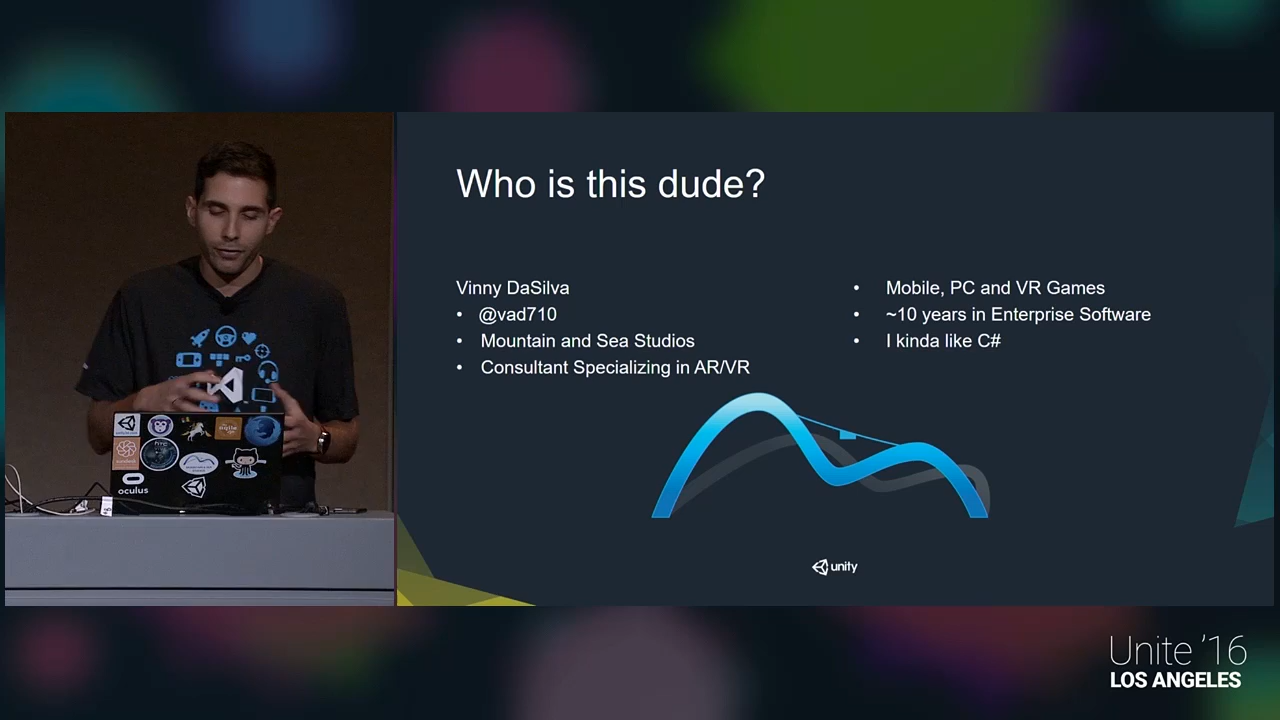 Who is this dude?
Vinny DaSilva
• @vad710
• Mountain and Sea Studios
• Consultant Specializing in AR/VR
• Mobile, PC and VR Games
• ~10 years in Enterprise Software
• I kinda like C#
unity
oculus
Unite '16
LOS ANGELES